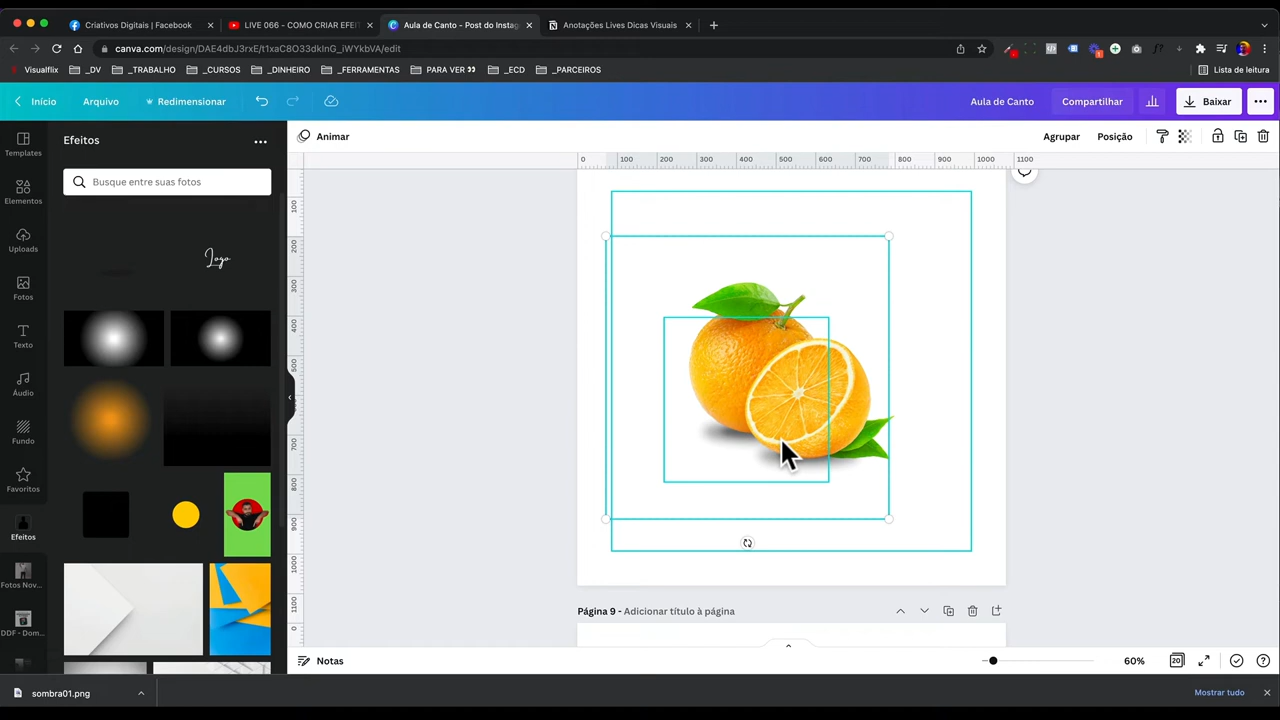 Criativos Digitais | Facebook
LIVE 066 - COMO CRIAR EFEI
Aula de Canto - Post do Instag
Anotações Lives Dicas Visuais
canva.com/design/DAE4dbJ3rxE/t1xaC8O33dkInG_iWYkbVA/edit
Visualflix
_DV
_TRABALHO
_CURSOS
_DINHEIRO
_FERRAMENTAS
PARA VER
_ECD
_PARCEIROS
Lista de leitura
Início
Arquivo
Redimensionar
Aula de Canto
Compartilhar
Baixar
Templates
Elementos
Uploads
Fotos
Texto
Áudio
Fundo
Favoritos
Efeitos
Fotos Nov...
DDF - Dom...
Efeitos
Busque entre suas fotos
Logo
Animar
Agrupar
Posição
0 100 200 300 400 500 600 700 800 900 1000 1100
100
200
300
400
500
600
700
800
900
1000
1100
0
Página 9 - Adicionar título à página
Notas
60%
20
sombra01.png
Mostrar tudo